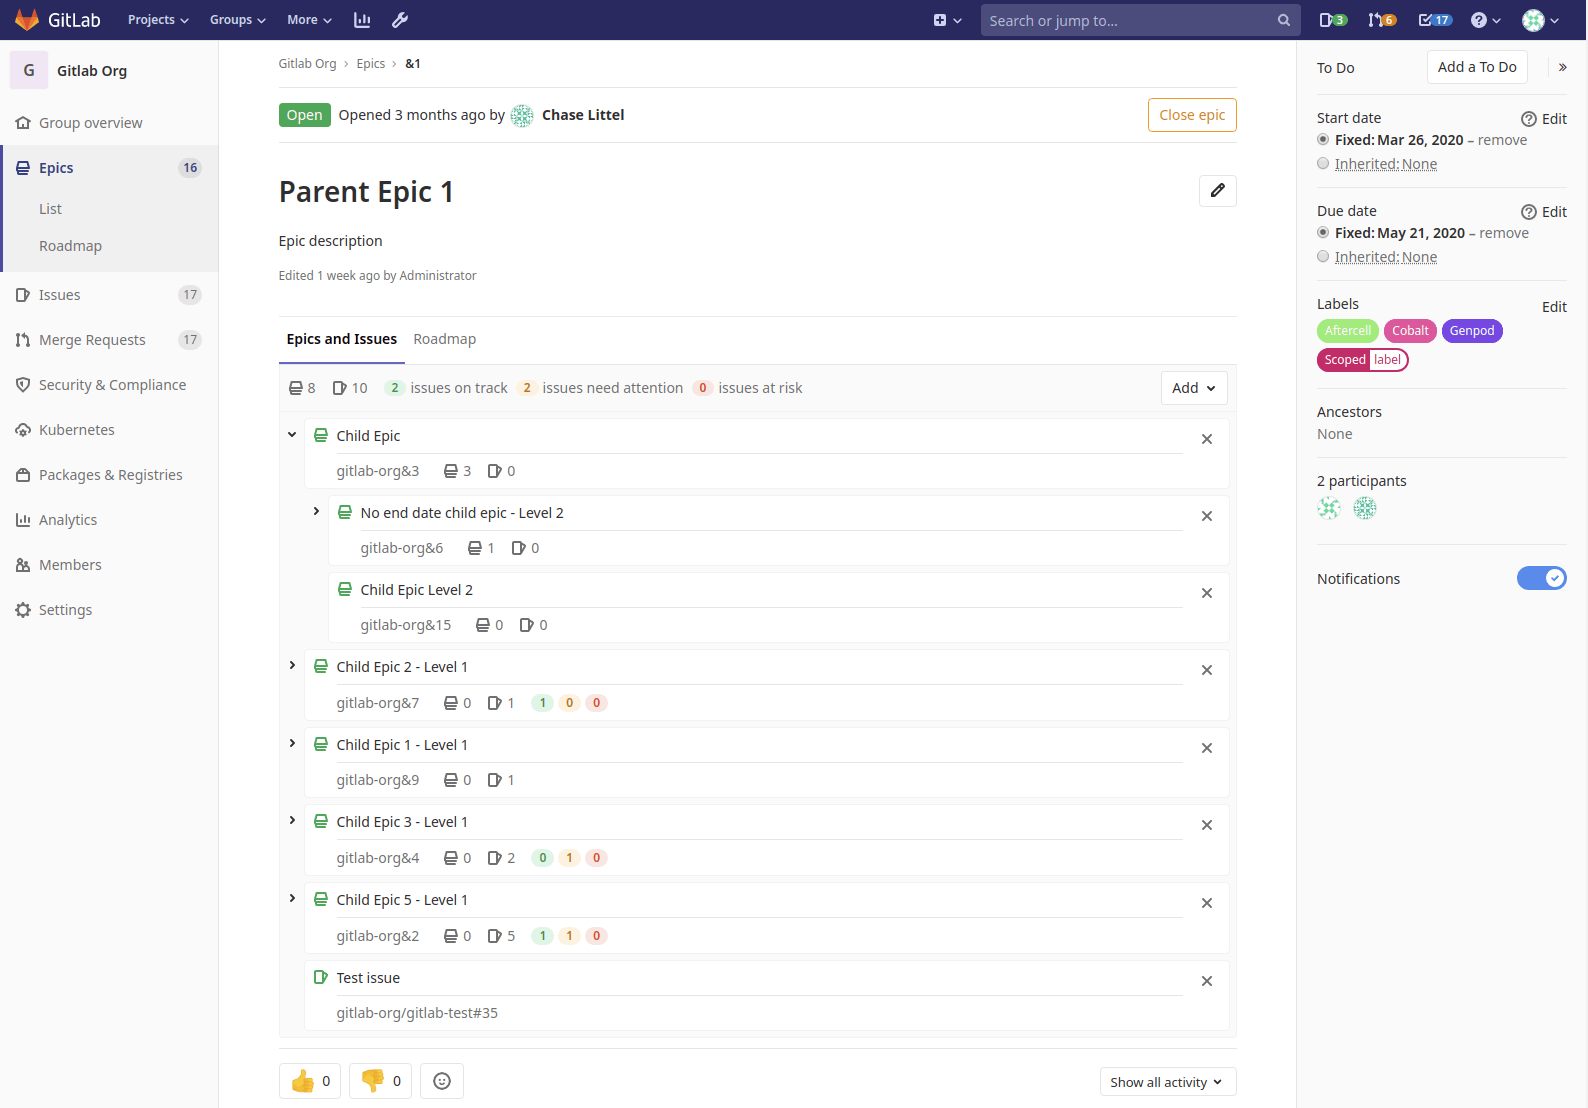 GitLab Projects Groups More Search or jump to... 3 6 17
G Gitlab Org
Group overview
Epics 16
List
Roadmap
Issues 17
Merge Requests 17
Security & Compliance
Kubernetes
Packages & Registries
Analytics
Members
Settings
Gitlab Org › Epics › &1
Open Opened 3 months ago by Chase Littel Close epic
Parent Epic 1
Epic description
Edited 1 week ago by Administrator
Epics and Issues Roadmap
8 10 2 issues on track 2 issues need attention 0 issues at risk Add
Child Epic
gitlab-org&3 3 0
No end date child epic - Level 2
gitlab-org&6 1 0
Child Epic Level 2
gitlab-org&15 0 0
Child Epic 2 - Level 1
gitlab-org&7 0 1 1 0 0
Child Epic 1 - Level 1
gitlab-org&9 0 1
Child Epic 3 - Level 1
gitlab-org&4 0 2 0 1 0
Child Epic 5 - Level 1
gitlab-org&2 0 5 1 1 0
Test issue
gitlab-org/gitlab-test#35
0 0 Show all activity
To Do Add a To Do »
Start date Edit
Fixed: Mar 26, 2020 – remove
Inherited: None
Due date Edit
Fixed: May 21, 2020 – remove
Inherited: None
Labels Edit
Aftercell Cobalt Genpod
Scoped label
Ancestors
None
2 participants
Notifications